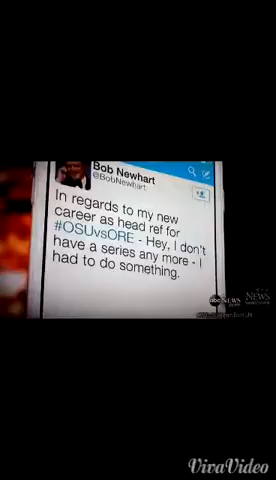 Bob Newhart
@BobNewhart
In regards to my new
career as head ref for
#OSUvsORE - Hey, I don't
have a series any more - I
had to do something.
abc NEWS
NEWS
VivaVideo